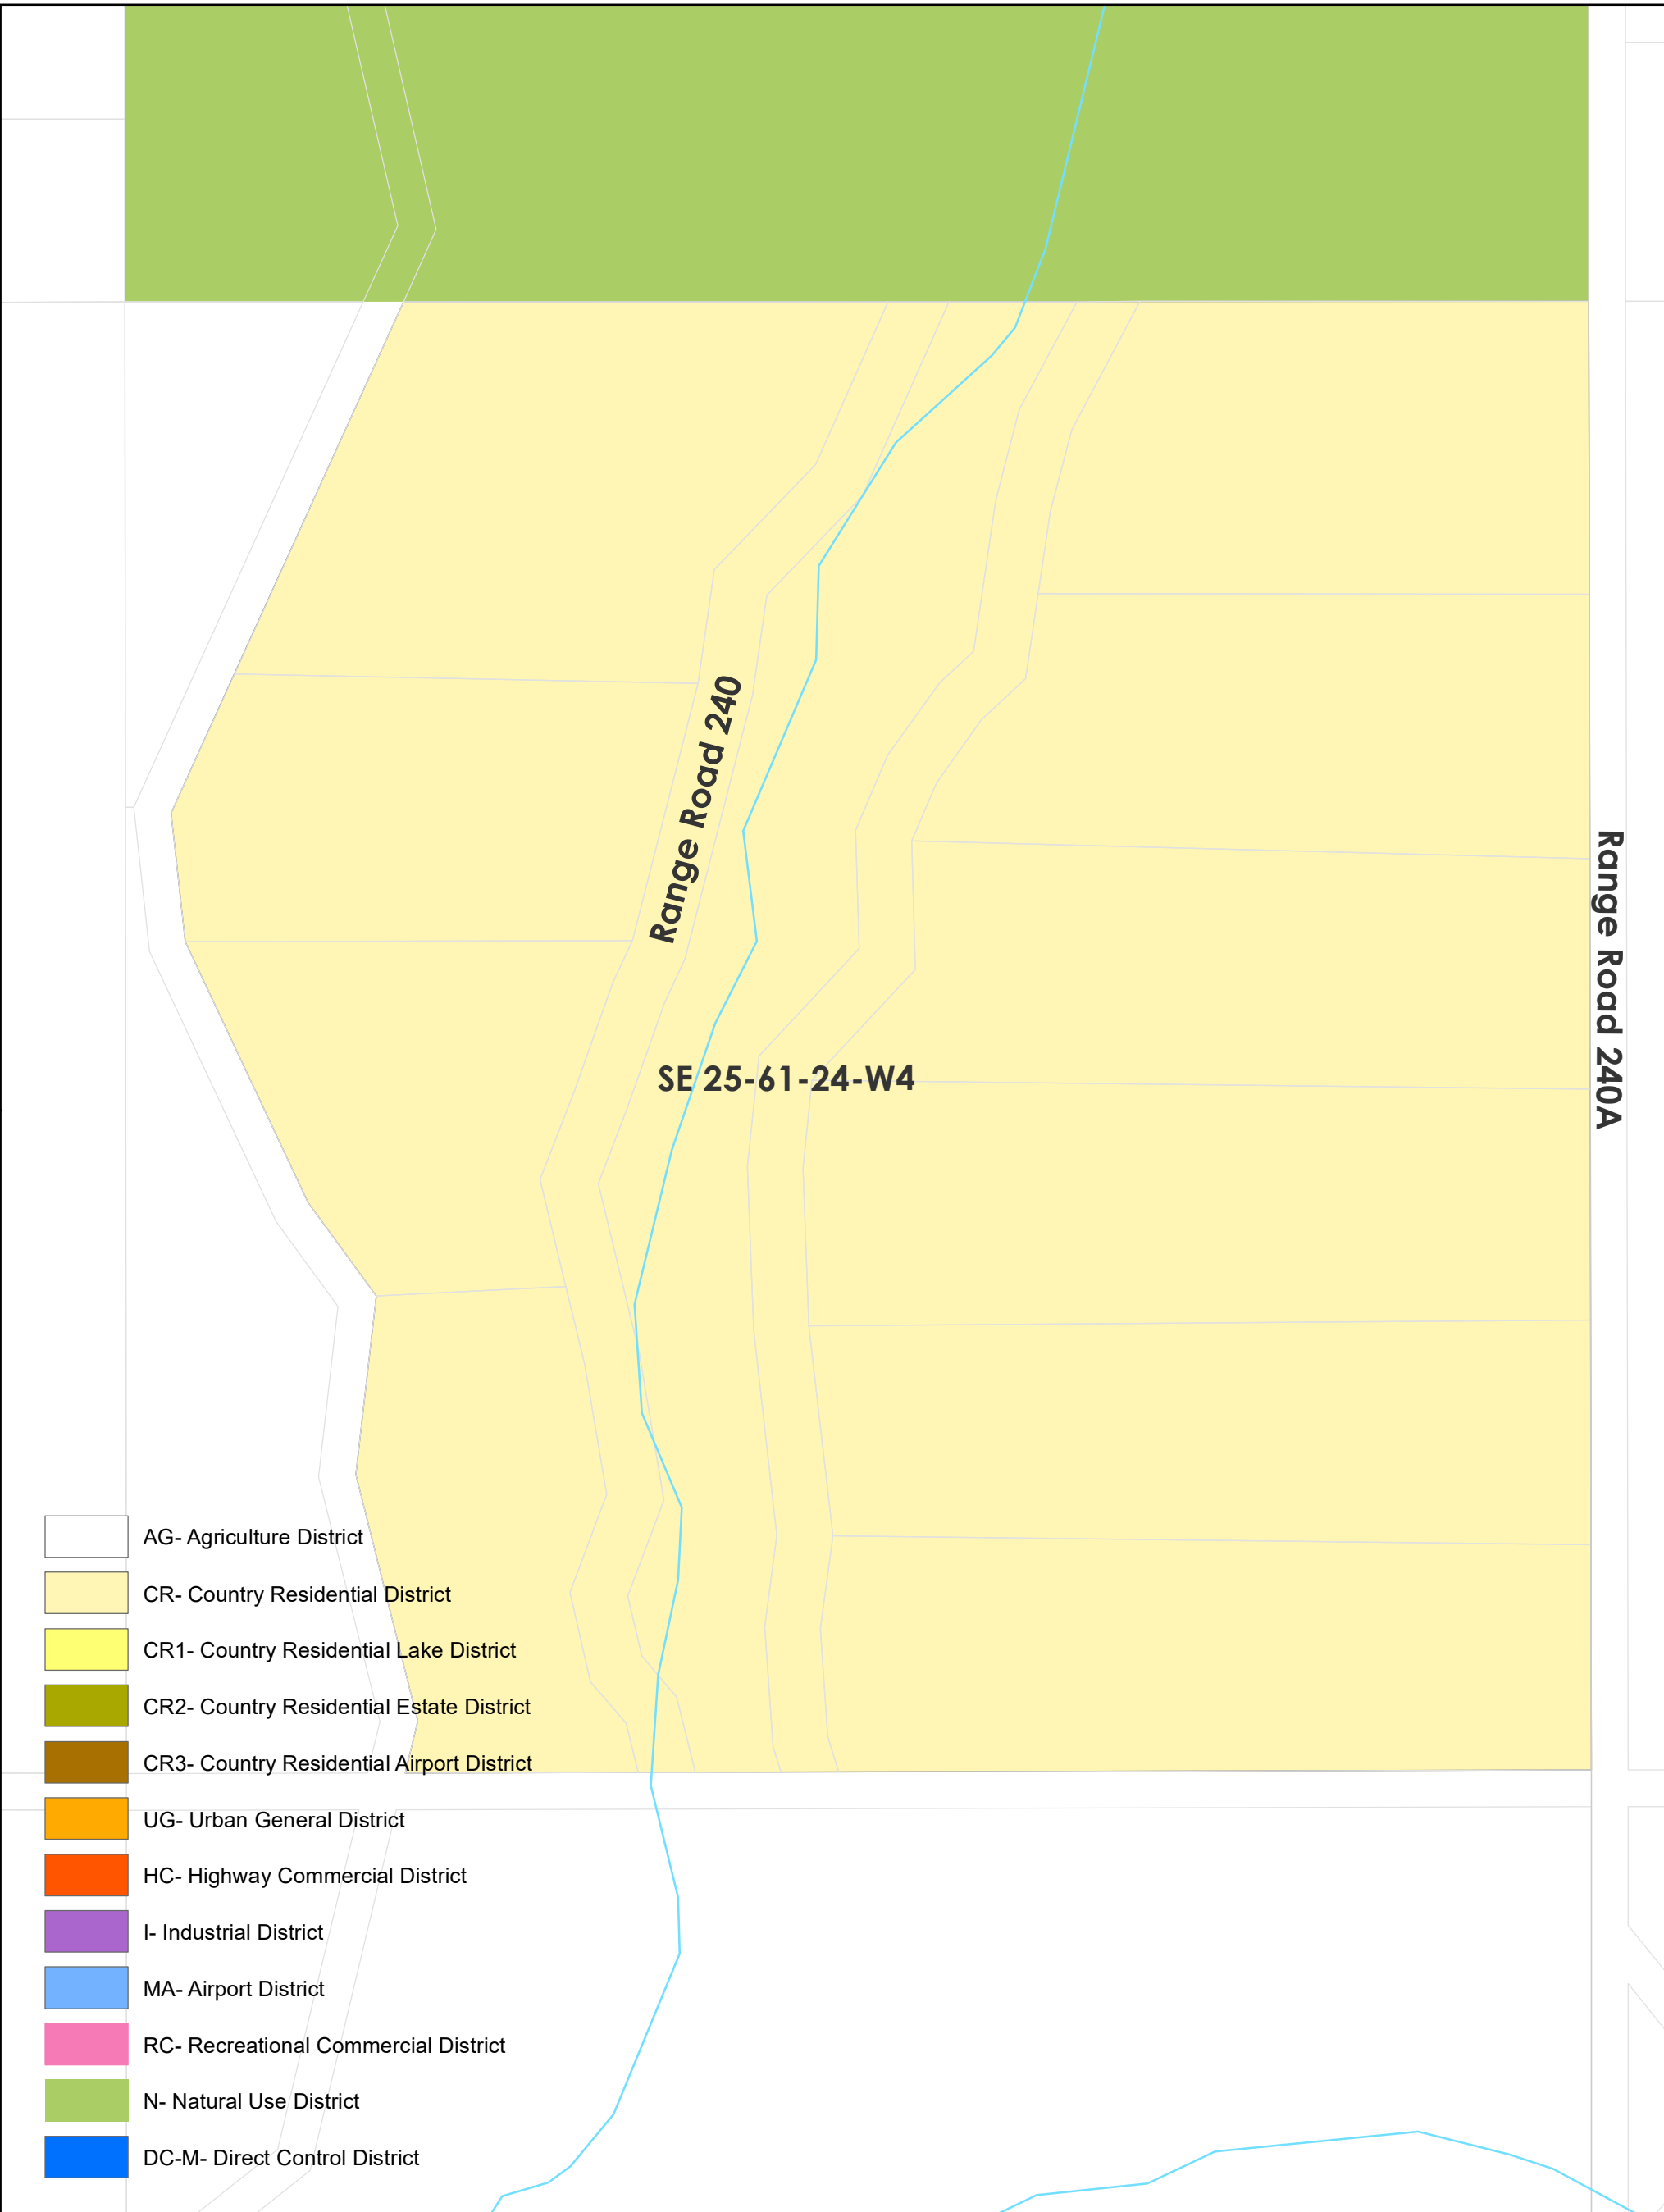 Range Road 240
Range Road 240A
SE 25-61-24-W4
AG- Agriculture District
CR- Country Residential District
CR1- Country Residential Lake District
CR2- Country Residential Estate District
CR3- Country Residential Airport District
UG- Urban General District
HC- Highway Commercial District
I- Industrial District
MA- Airport District
RC- Recreational Commercial District
N- Natural Use District
DC-M- Direct Control District